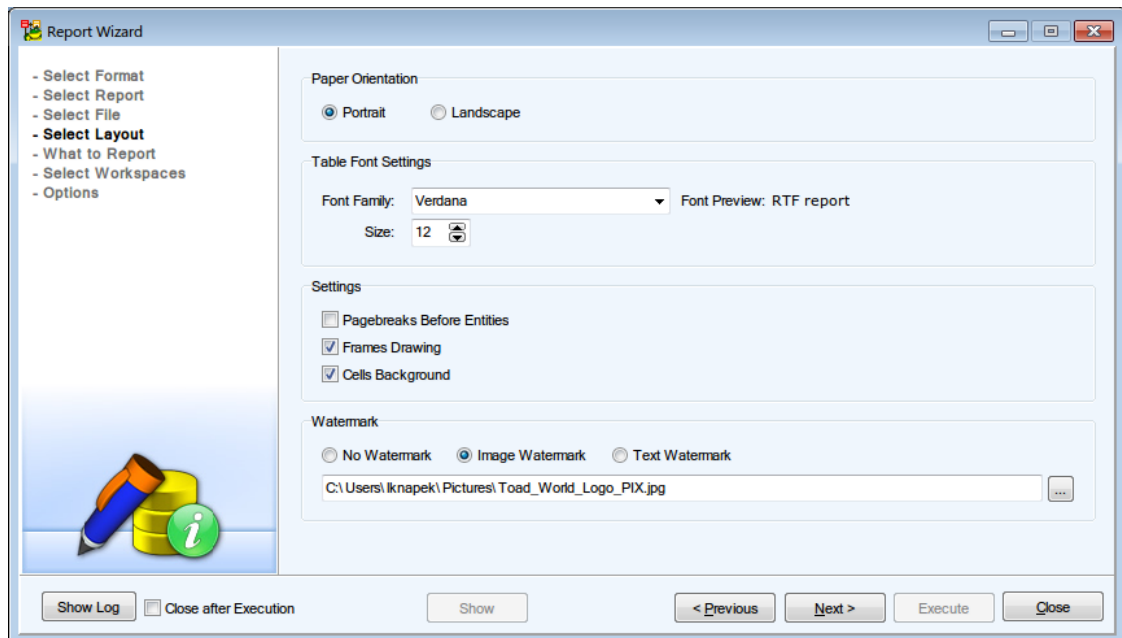 Report Wizard
- Select Format
- Select Report
- Select File
- Select Layout
- What to Report
- Select Workspaces
- Options
Paper Orientation
Portrait Landscape
Table Font Settings
Font Family: Verdana Font Preview: RTF report
Size: 12
Settings
Pagebreaks Before Entities
Frames Drawing
Cells Background
Watermark
No Watermark Image Watermark Text Watermark
C:\Users\lknapek\Pictures\Toad_World_Logo_PIX.jpg ...
Show Log Close after Execution Show < Previous Next > Execute Close